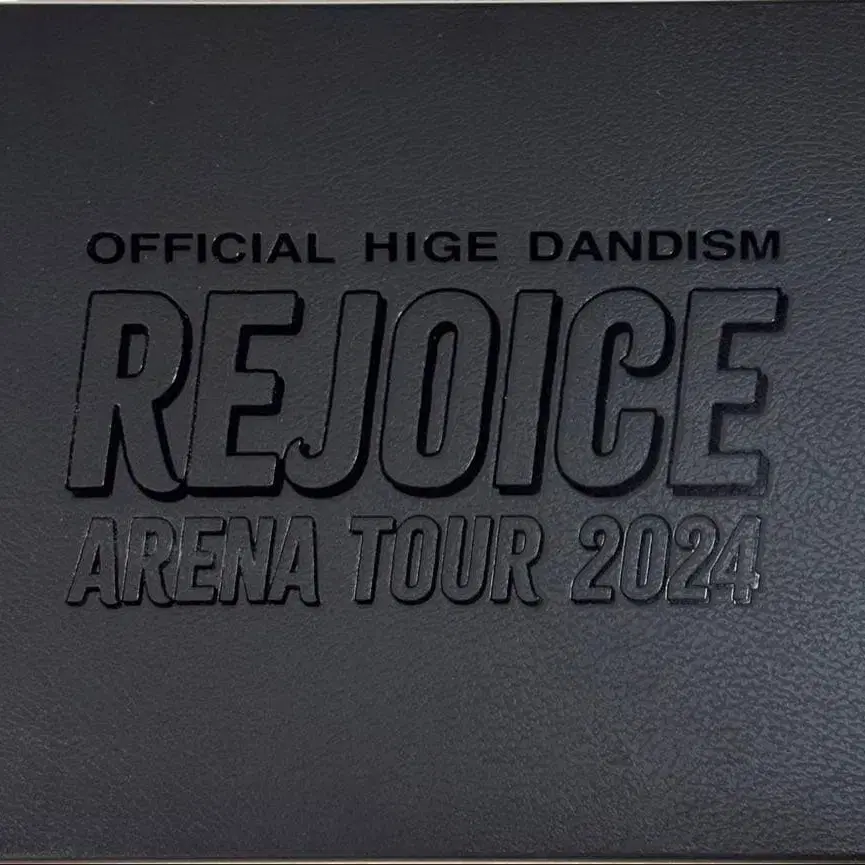 OFFICIAL HIGE DANDISM
REJOICE
ARENA TOUR 2024